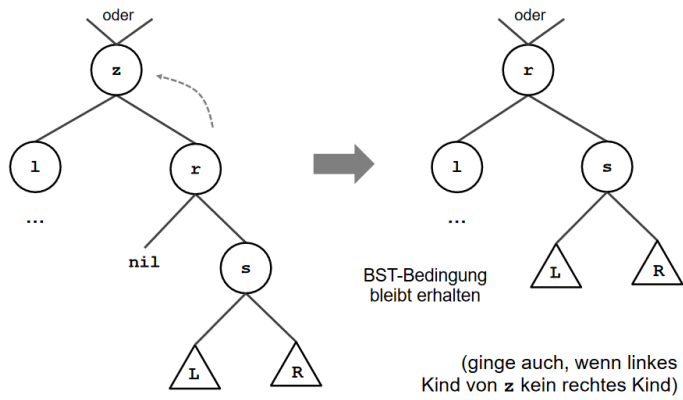 oder
z
l
r
...
nil
s
L
R
oder
r
l
s
...
L
R
BST-Bedingung
bleibt erhalten
(ginge auch, wenn linkes
Kind von z kein rechtes Kind)